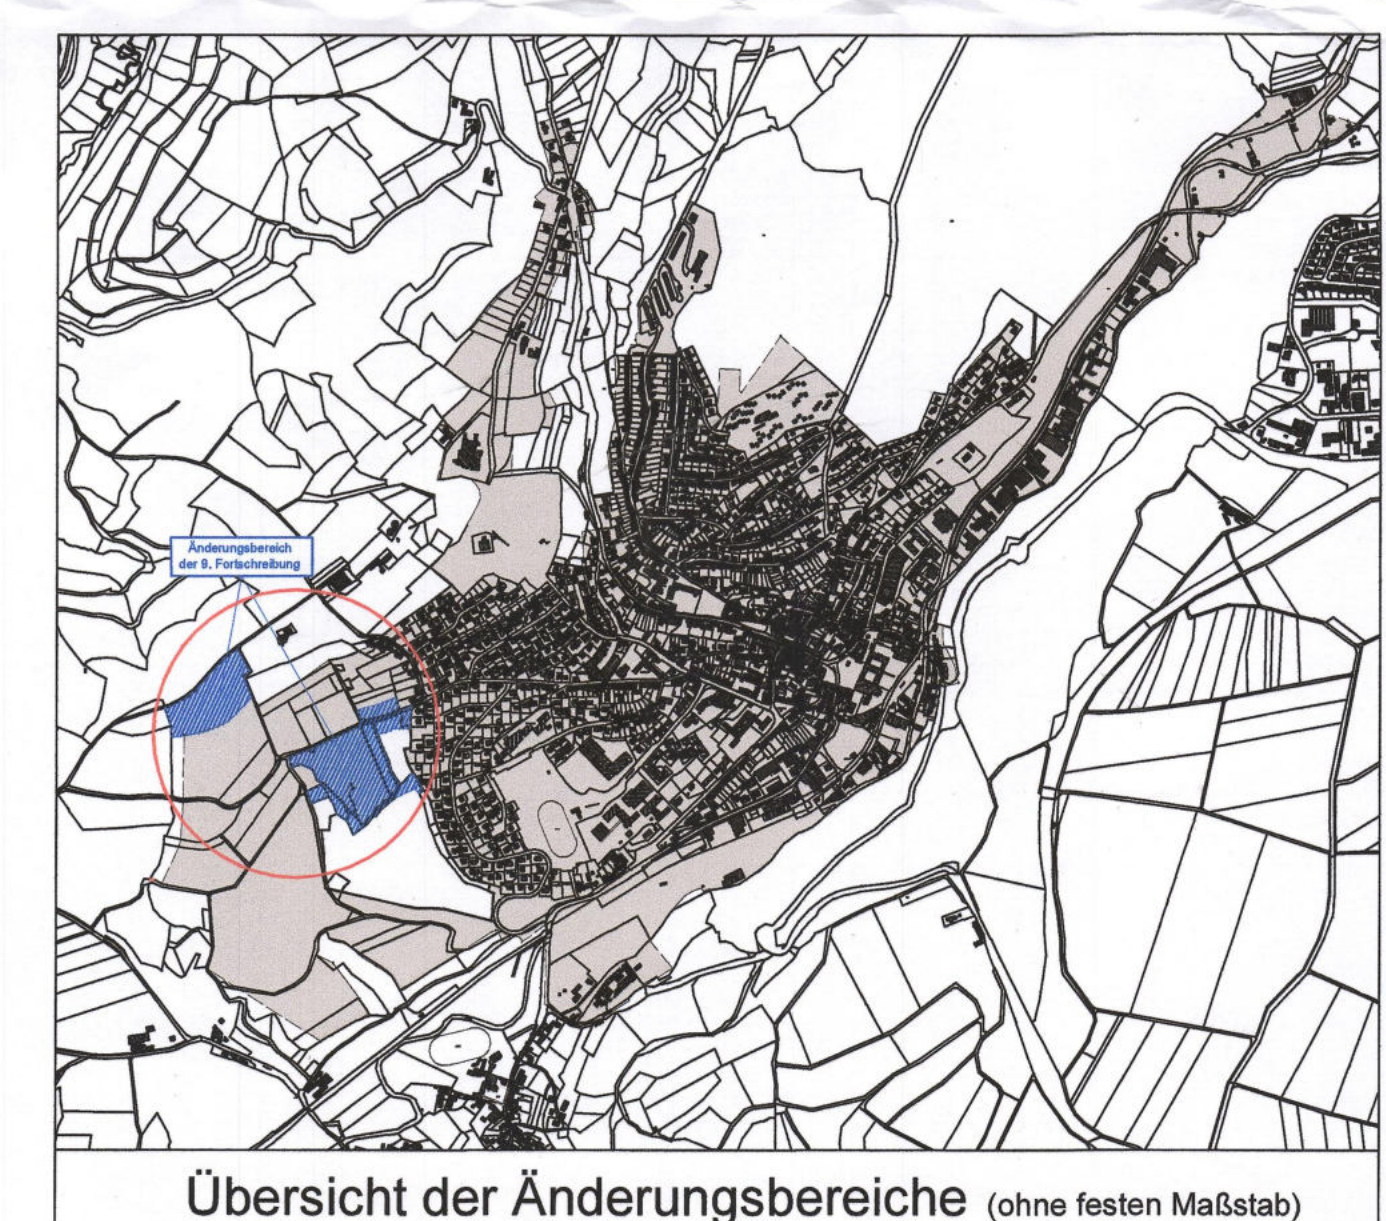 Änderungsbereich
der 9. Fortschreibung
Übersicht der Änderungsbereiche (ohne festen Maßstab)